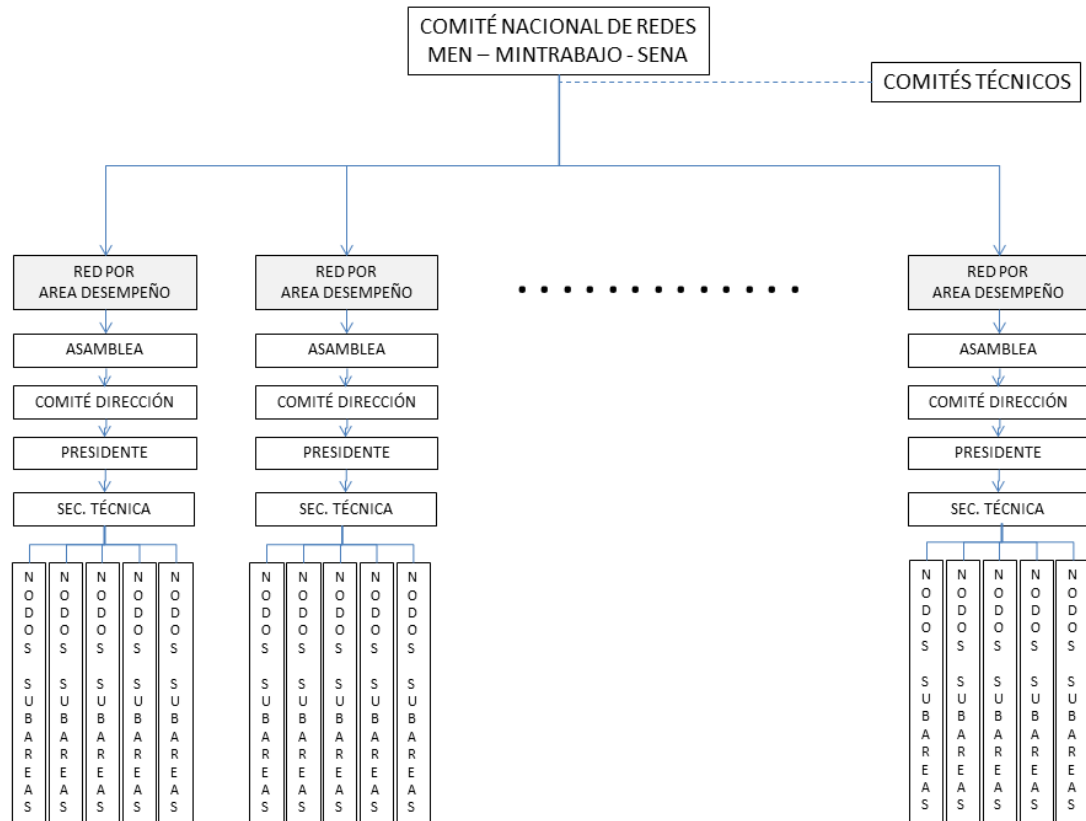 COMITÉ NACIONAL DE REDES
MEN – MINTRABAJO - SENA
COMITÉS TÉCNICOS
RED POR
AREA DESEMPEÑO
ASAMBLEA
COMITÉ DIRECCIÓN
PRESIDENTE
SEC. TÉCNICA
NODOS SUBAREAS
NODOS SUBAREAS
NODOS SUBAREAS
NODOS SUBAREAS
NODOS SUBAREAS
RED POR
AREA DESEMPEÑO
ASAMBLEA
COMITÉ DIRECCIÓN
PRESIDENTE
SEC. TÉCNICA
NODOS SUBAREAS
NODOS SUBAREAS
NODOS SUBAREAS
NODOS SUBAREAS
NODOS SUBAREAS
RED POR
AREA DESEMPEÑO
ASAMBLEA
COMITÉ DIRECCIÓN
PRESIDENTE
SEC. TÉCNICA
NODOS SUBAREAS
NODOS SUBAREAS
NODOS SUBAREAS
NODOS SUBAREAS
NODOS SUBAREAS